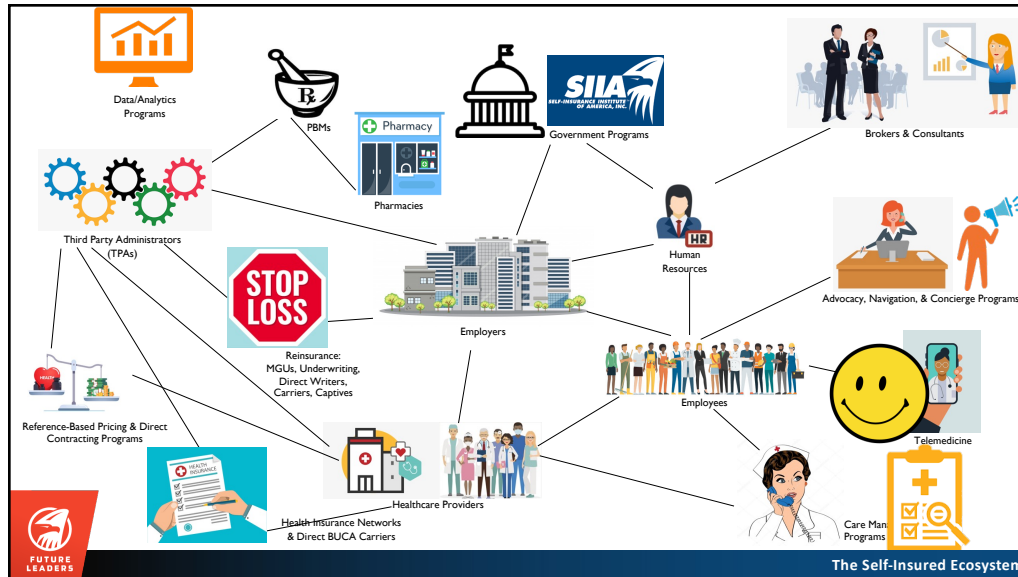 Data/Analytics
Programs
Rx
PBMs
Pharmacy
Pharmacies
SIIA
SELF-INSURANCE INSTITUTE
OF AMERICA, INC.
Government Programs
Brokers & Consultants
Third Party Administrators
(TPAs)
HR
Human
Resources
Advocacy, Navigation, & Concierge Programs
STOP
LOSS
Employers
Reinsurance:
MGUs, Underwriting,
Direct Writers,
Carriers, Captives
Employees
HEALTH
Reference-Based Pricing & Direct
Contracting Programs
Telemedicine
HEALTH
INSURANCE
Healthcare Providers
Health Insurance Networks
& Direct BUCA Carriers
Care Man
Programs
FUTURE
LEADERS
The Self-Insured Ecosystem